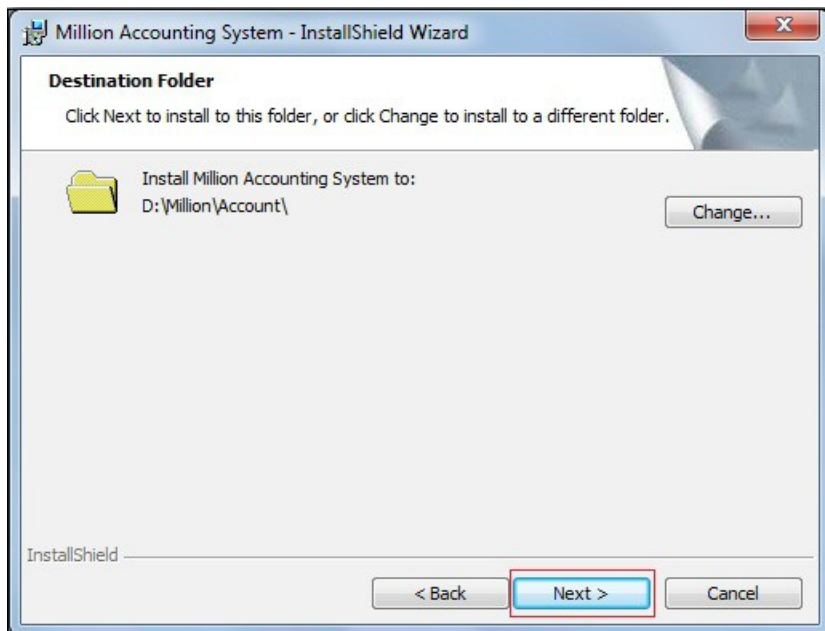 Million Accounting System - InstallShield Wizard
Destination Folder
Click Next to install to this folder, or click Change to install to a different folder.
Install Million Accounting System to:
D:\Million\Account\
Change...
InstallShield
< Back
Next >
Cancel